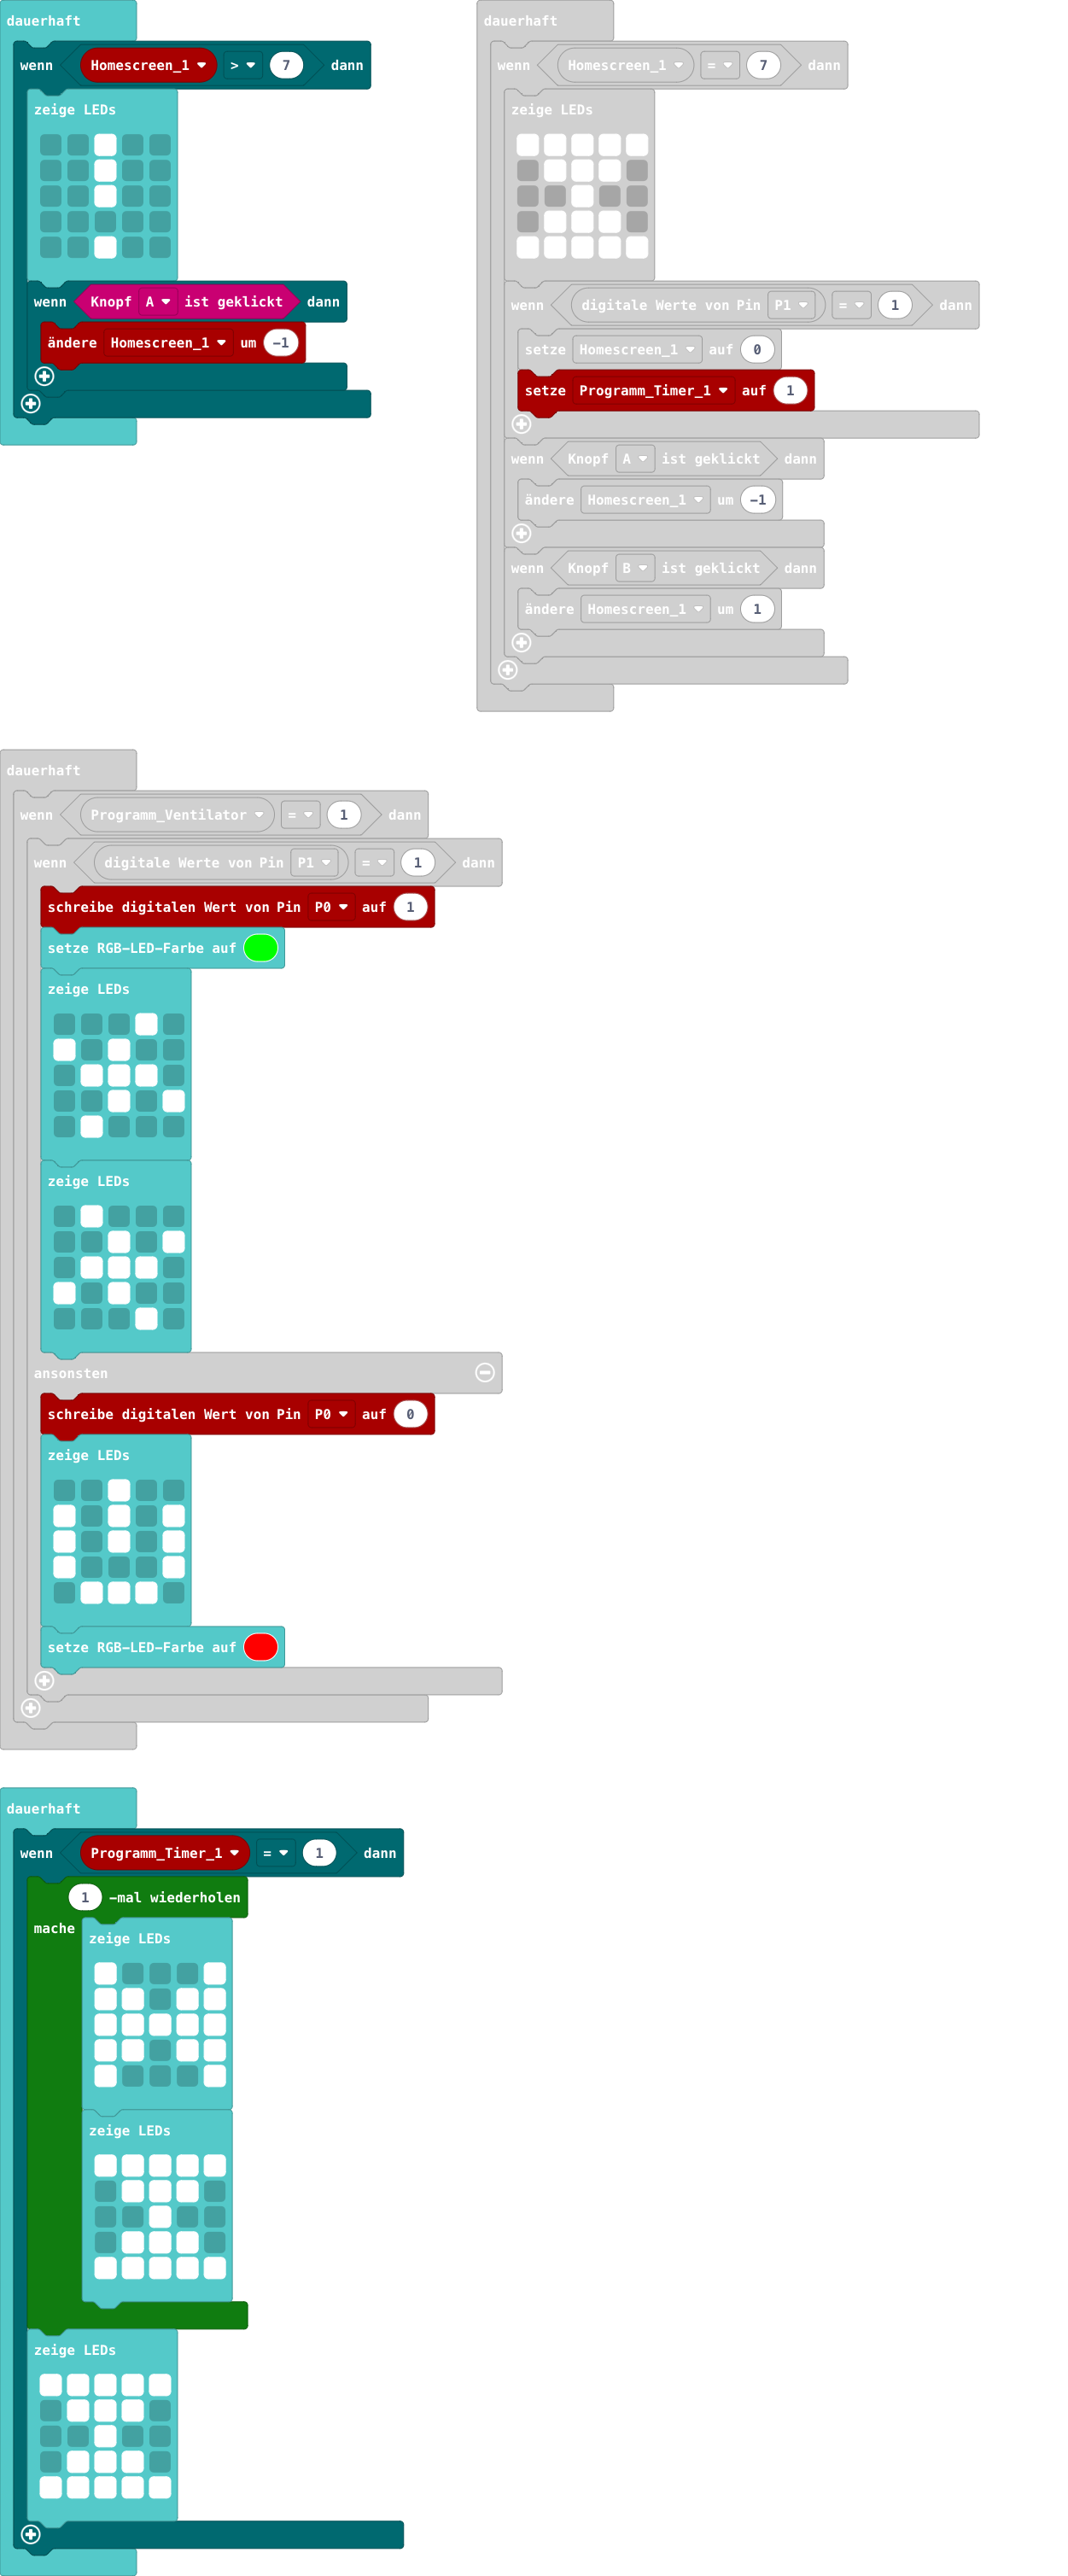 dauerhaft
wenn Homescreen_1 > 7 dann
zeige LEDs
wenn Knopf A ist geklickt dann
ändere Homescreen_1 um -1
dauerhaft
wenn Homescreen_1 = 7 dann
zeige LEDs
wenn digitale Werte von Pin P1 = 1 dann
setze Homescreen_1 auf 0
setze Programm_Timer_1 auf 1
wenn Knopf A ist geklickt dann
ändere Homescreen_1 um -1
wenn Knopf B ist geklickt dann
ändere Homescreen_1 um 1
dauerhaft
wenn Programm_Ventilator = 1 dann
wenn digitale Werte von Pin P1 = 1 dann
schreibe digitalen Wert von Pin P0 auf 1
setze RGB-LED-Farbe auf
zeige LEDs
zeige LEDs
ansonsten
schreibe digitalen Wert von Pin P0 auf 0
zeige LEDs
setze RGB-LED-Farbe auf
dauerhaft
wenn Programm_Timer_1 = 1 dann
1 -mal wiederholen
mache
zeige LEDs
zeige LEDs
zeige LEDs